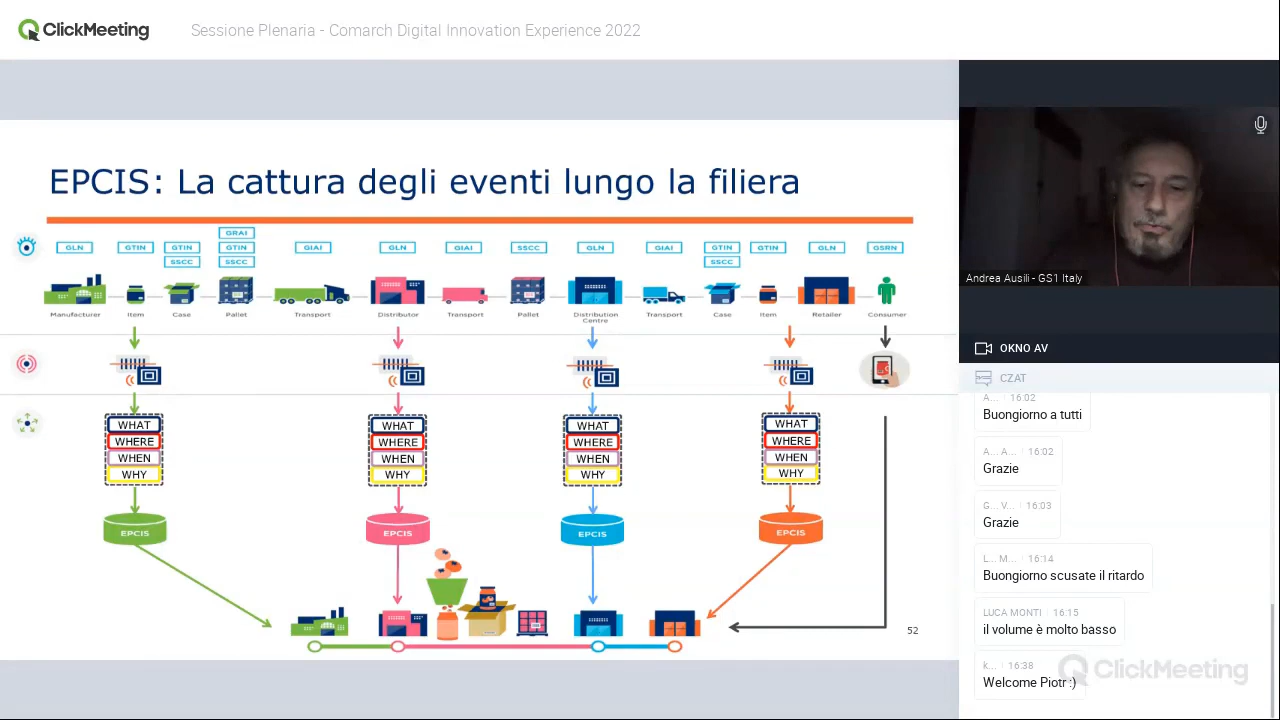 ClickMeeting
Sessione Plenaria - Comarch Digital Innovation Experience 2022
EPCIS: La cattura degli eventi lungo la filiera
GRAI
GLN GTIN GTIN GTIN GIAI GLN GIAI SSCC GLN GIAI GTIN GTIN GLN GSRN
SSCC SSCC SSCC
Manufacturer Item Case Pallet Transport Distributor Transport Pallet Distribution Centre Transport Case Item Retailer Consumer
WHAT WHAT WHAT WHAT
WHERE WHERE WHERE WHERE
WHEN WHEN WHEN WHEN
WHY WHY WHY WHY
EPCIS EPCIS EPCIS EPCIS
52
Andrea Ausili - GS1 Italy
OKNO AV
CZAT
A... 16:02
Buongiorno a tutti
A... A... 16:02
Grazie
G... V... 16:03
Grazie
L... M... 16:14
Buongiorno scusate il ritardo
LUCA MONTI 16:15
il volume è molto basso
k... 16:38
Welcome Piotr :)
ClickMeeting